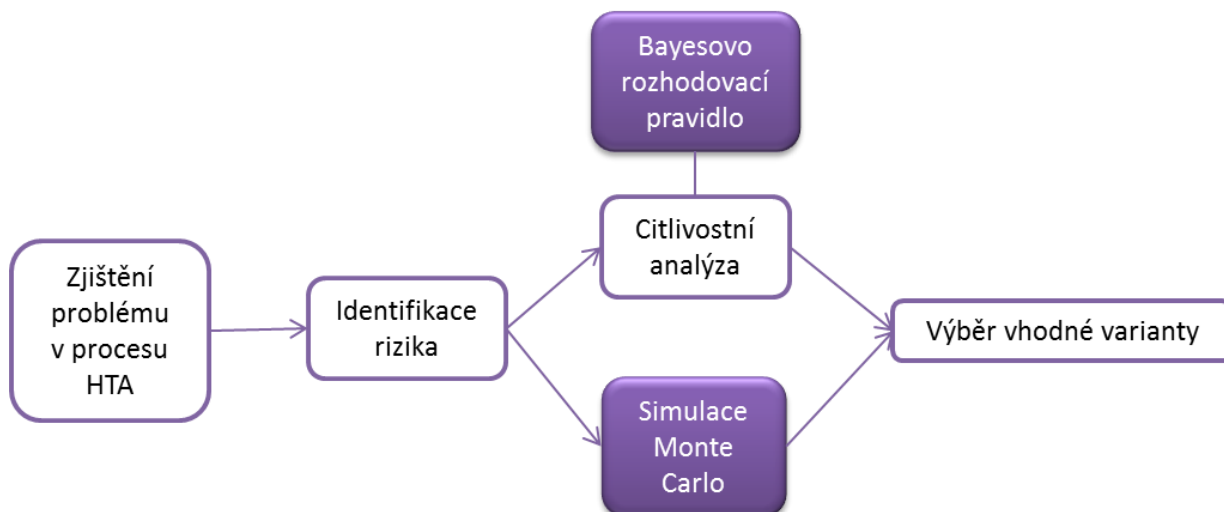 Bayesovo
rozhodovací
pravidlo
Citlivostní
analýza
Zjištění
problému
v procesu
HTA
Identifikace
rizika
Výběr vhodné varianty
Simulace
Monte
Carlo